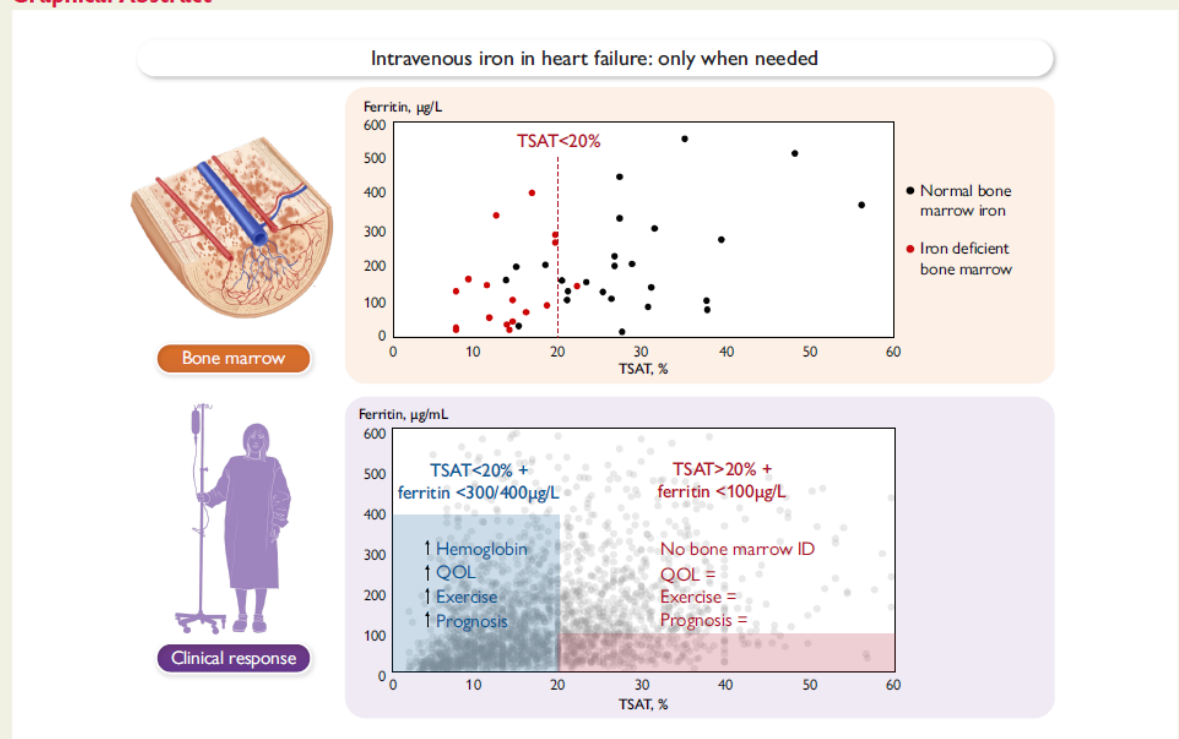 Graphical Abstract
Intravenous iron in heart failure: only when needed
Ferritin, µg/L
600
500
400
300
200
100
0
TSAT<20%
0 10 20 30 40 50 60
TSAT, %
Normal bone
marrow iron
Iron deficient
bone marrow
Bone marrow
Ferritin, µg/mL
600
500
400
300
200
100
0
TSAT<20% +
ferritin <300/400µg/L
↑ Hemoglobin
↑ QOL
↑ Exercise
↑ Prognosis
TSAT>20% +
ferritin <100µg/L
No bone marrow ID
QOL =
Exercise =
Prognosis =
0 10 20 30 40 50 60
TSAT, %
Clinical response